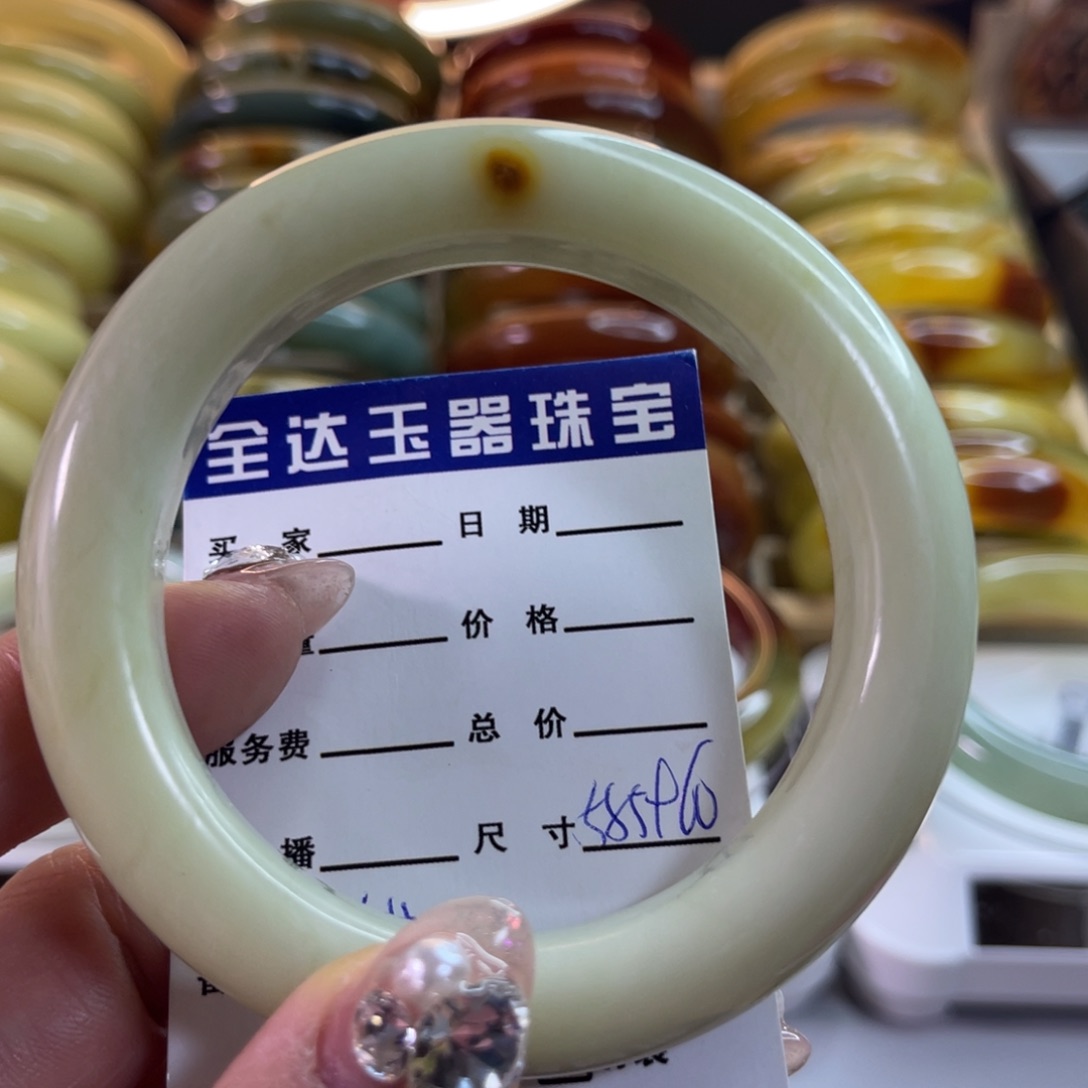 全达玉器珠宝
买 家 日 期
价 格
服务费 总 价
播 尺 寸